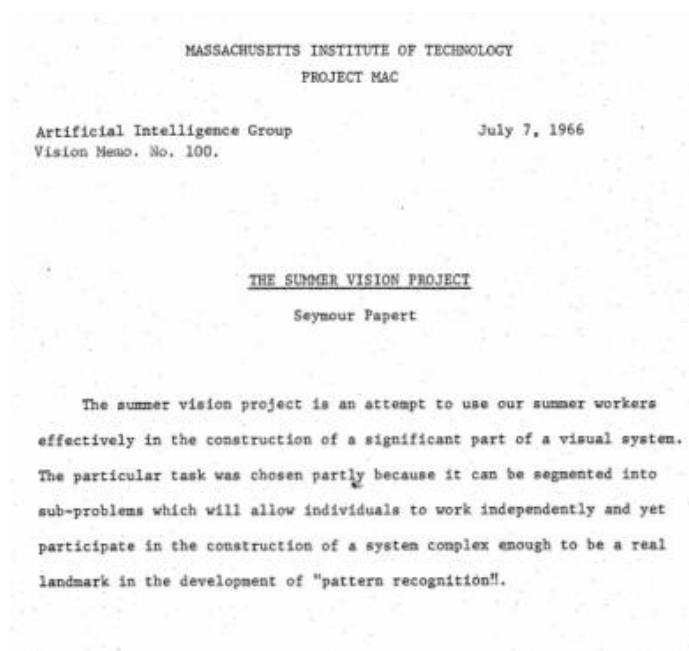 MASSACHUSETTS INSTITUTE OF TECHNOLOGY
PROJECT MAC
Artificial Intelligence Group July 7, 1966
Vision Memo. No. 100.
THE SUMMER VISION PROJECT
Seymour Papert
The summer vision project is an attempt to use our summer workers
effectively in the construction of a significant part of a visual system.
The particular task was chosen partly because it can be segmented into
sub-problems which will allow individuals to work independently and yet
participate in the construction of a system complex enough to be a real
landmark in the development of "pattern recognition".